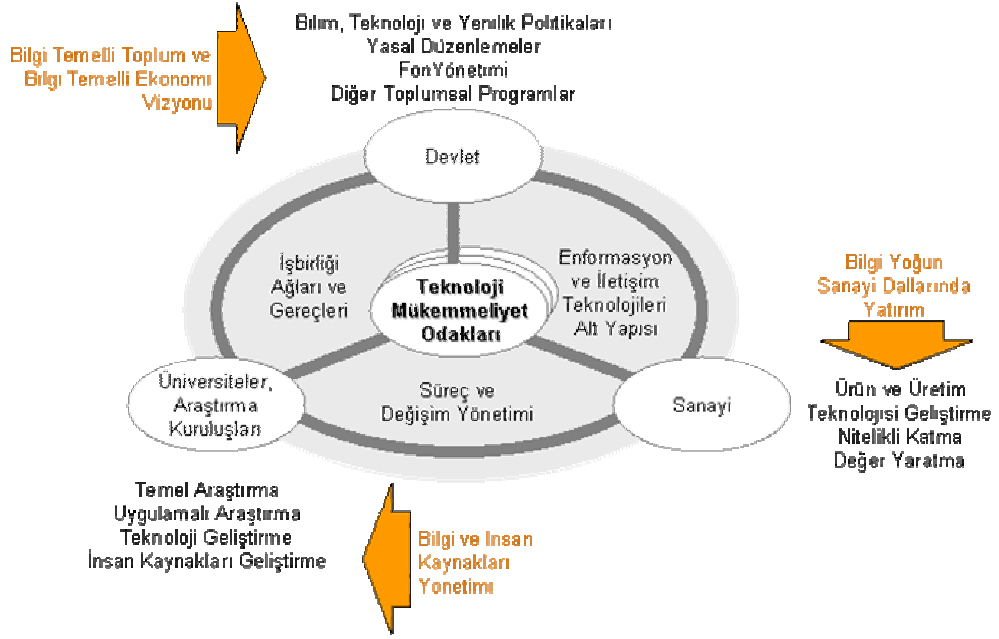 Bilim, Teknoloji ve Yenilik Politikaları
Yasal Düzenlemeler
Fon Yönetimi
Diğer Toplumsal Programlar
Bilgi Temelli Toplum ve
Bilgi Temelli Ekonomi
Vizyonu
Devlet
İşbirliği
Ağları ve
Gereçleri
Teknoloji
Mükemmeliyet
Odakları
Enformasyon
ve İletişim
Teknolojileri
Alt Yapısı
Bilgi Yoğun
Sanayi Dallarında
Yatırım
Üniversiteler,
Araştırma
Kuruluşları
Süreç ve
Değişim Yönetimi
Sanayi
Ürün ve Üretim
Teknolojisi Geliştirme
Nitelikli Katma
Değer Yaratma
Temel Araştırma
Uygulamalı Araştırma
Teknoloji Geliştirme
İnsan Kaynakları Geliştirme
Bilgi ve Insan
Kaynakları
Yönetimi